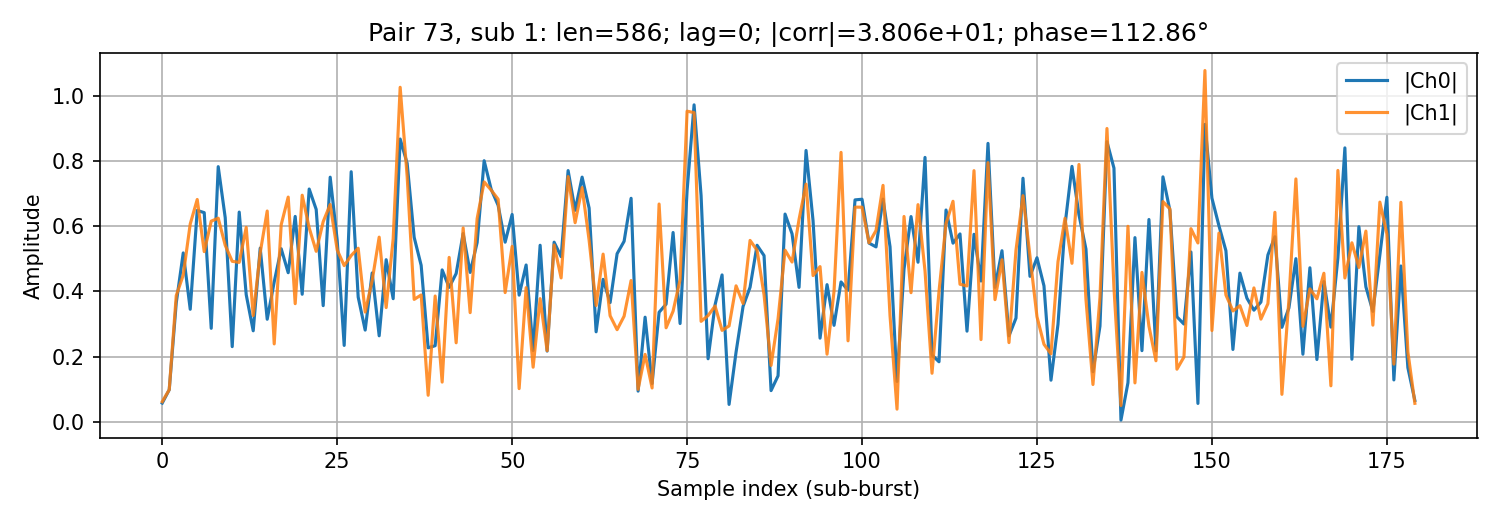 Pair 73, sub 1: len=586; lag=0; |corr|=3.806e+01; phase=112.86°
|Ch0|
|Ch1|
Amplitude
1.0
0.8
0.6
0.4
0.2
0.0
0 25 50 75 100 125 150 175
Sample index (sub-burst)